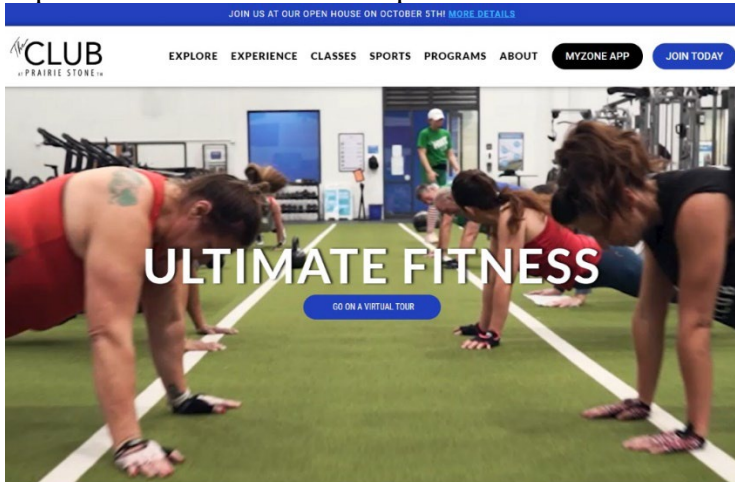 JOIN US AT OUR OPEN HOUSE ON OCTOBER 5TH! MORE DETAILS
The CLUB
AT PRAIRIE STONE
EXPLORE EXPERIENCE CLASSES SPORTS PROGRAMS ABOUT MYZONE APP JOIN TODAY
ULTIMATE FITNESS
GO ON A VIRTUAL TOUR